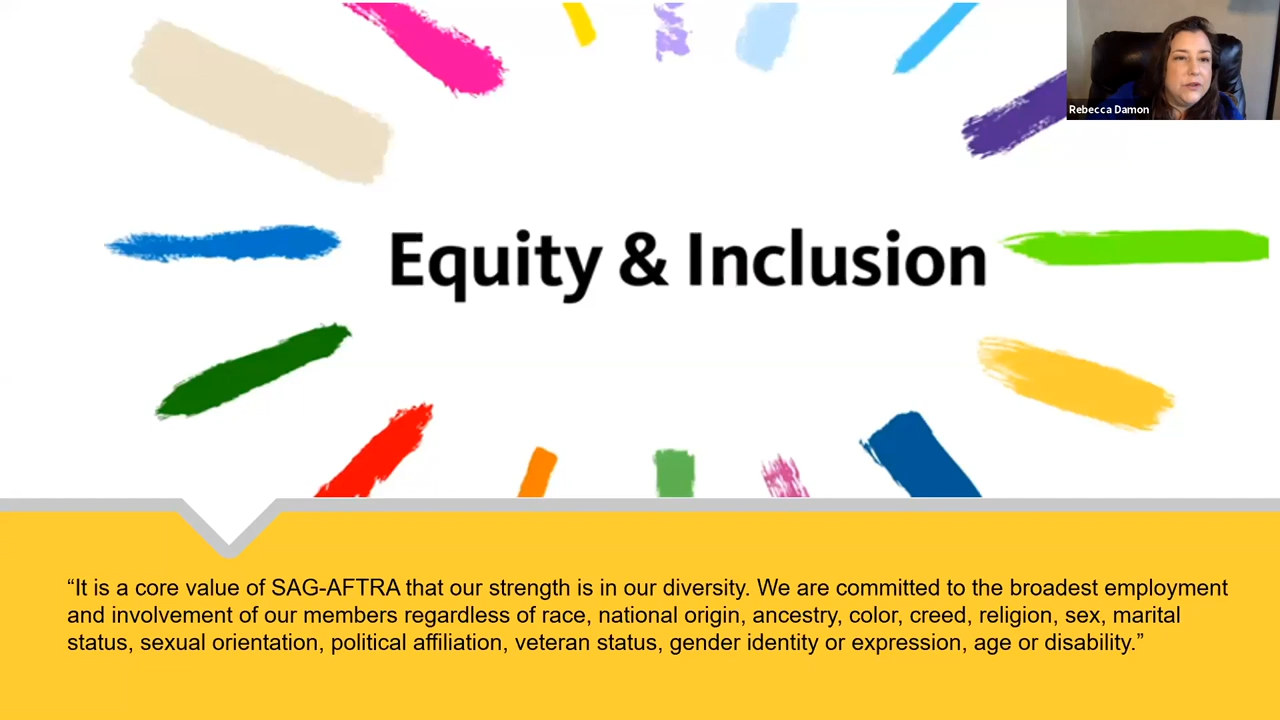 Rebecca Damon
Equity & Inclusion
“It is a core value of SAG-AFTRA that our strength is in our diversity. We are committed to the broadest employment
and involvement of our members regardless of race, national origin, ancestry, color, creed, religion, sex, marital
status, sexual orientation, political affiliation, veteran status, gender identity or expression, age or disability.”